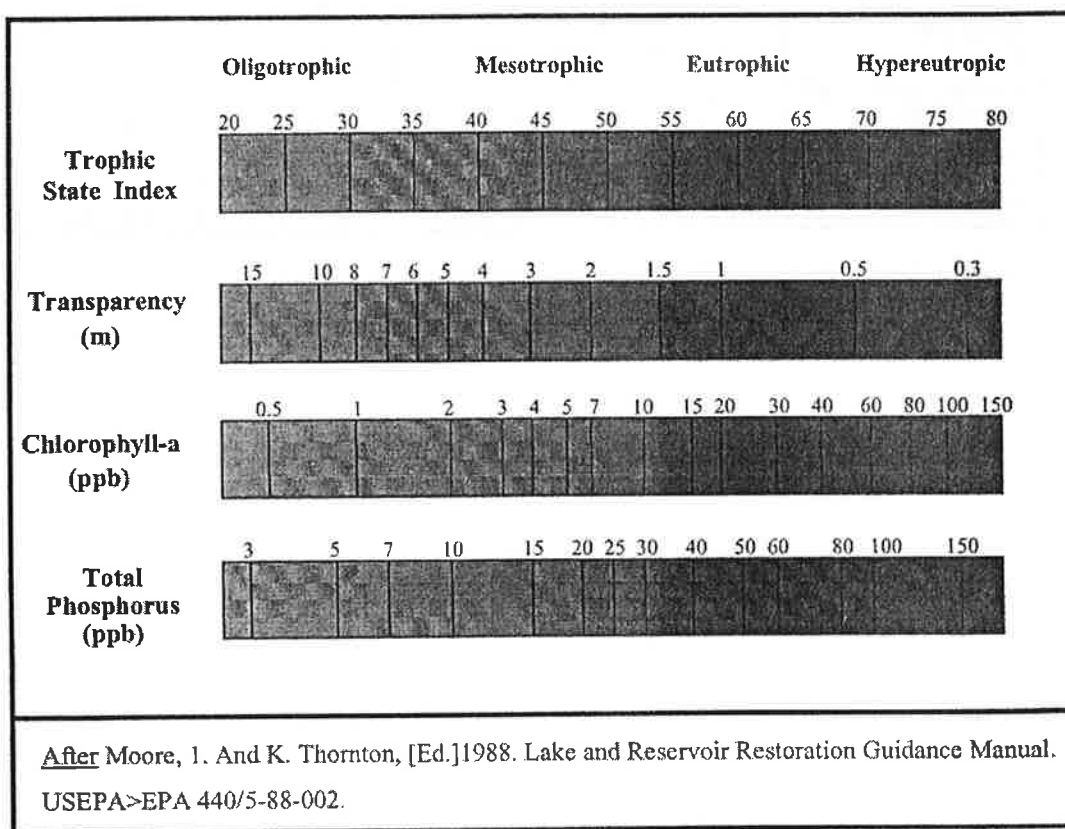 Oligotrophic Mesotrophic Eutrophic Hypereutropic
20 25 30 35 40 45 50 55 60 65 70 75 80
Trophic
State Index
15 10 8 7 6 5 4 3 2 1.5 1 0.5 0.3
Transparency
(m)
0.5 1 2 3 4 5 7 10 15 20 30 40 60 80 100 150
Chlorophyll-a
(ppb)
3 5 7 10 15 20 25 30 40 50 60 80 100 150
Total
Phosphorus
(ppb)
After Moore, 1. And K. Thornton, [Ed.]1988. Lake and Reservoir Restoration Guidance Manual.
USEPA>EPA 440/5-88-002.